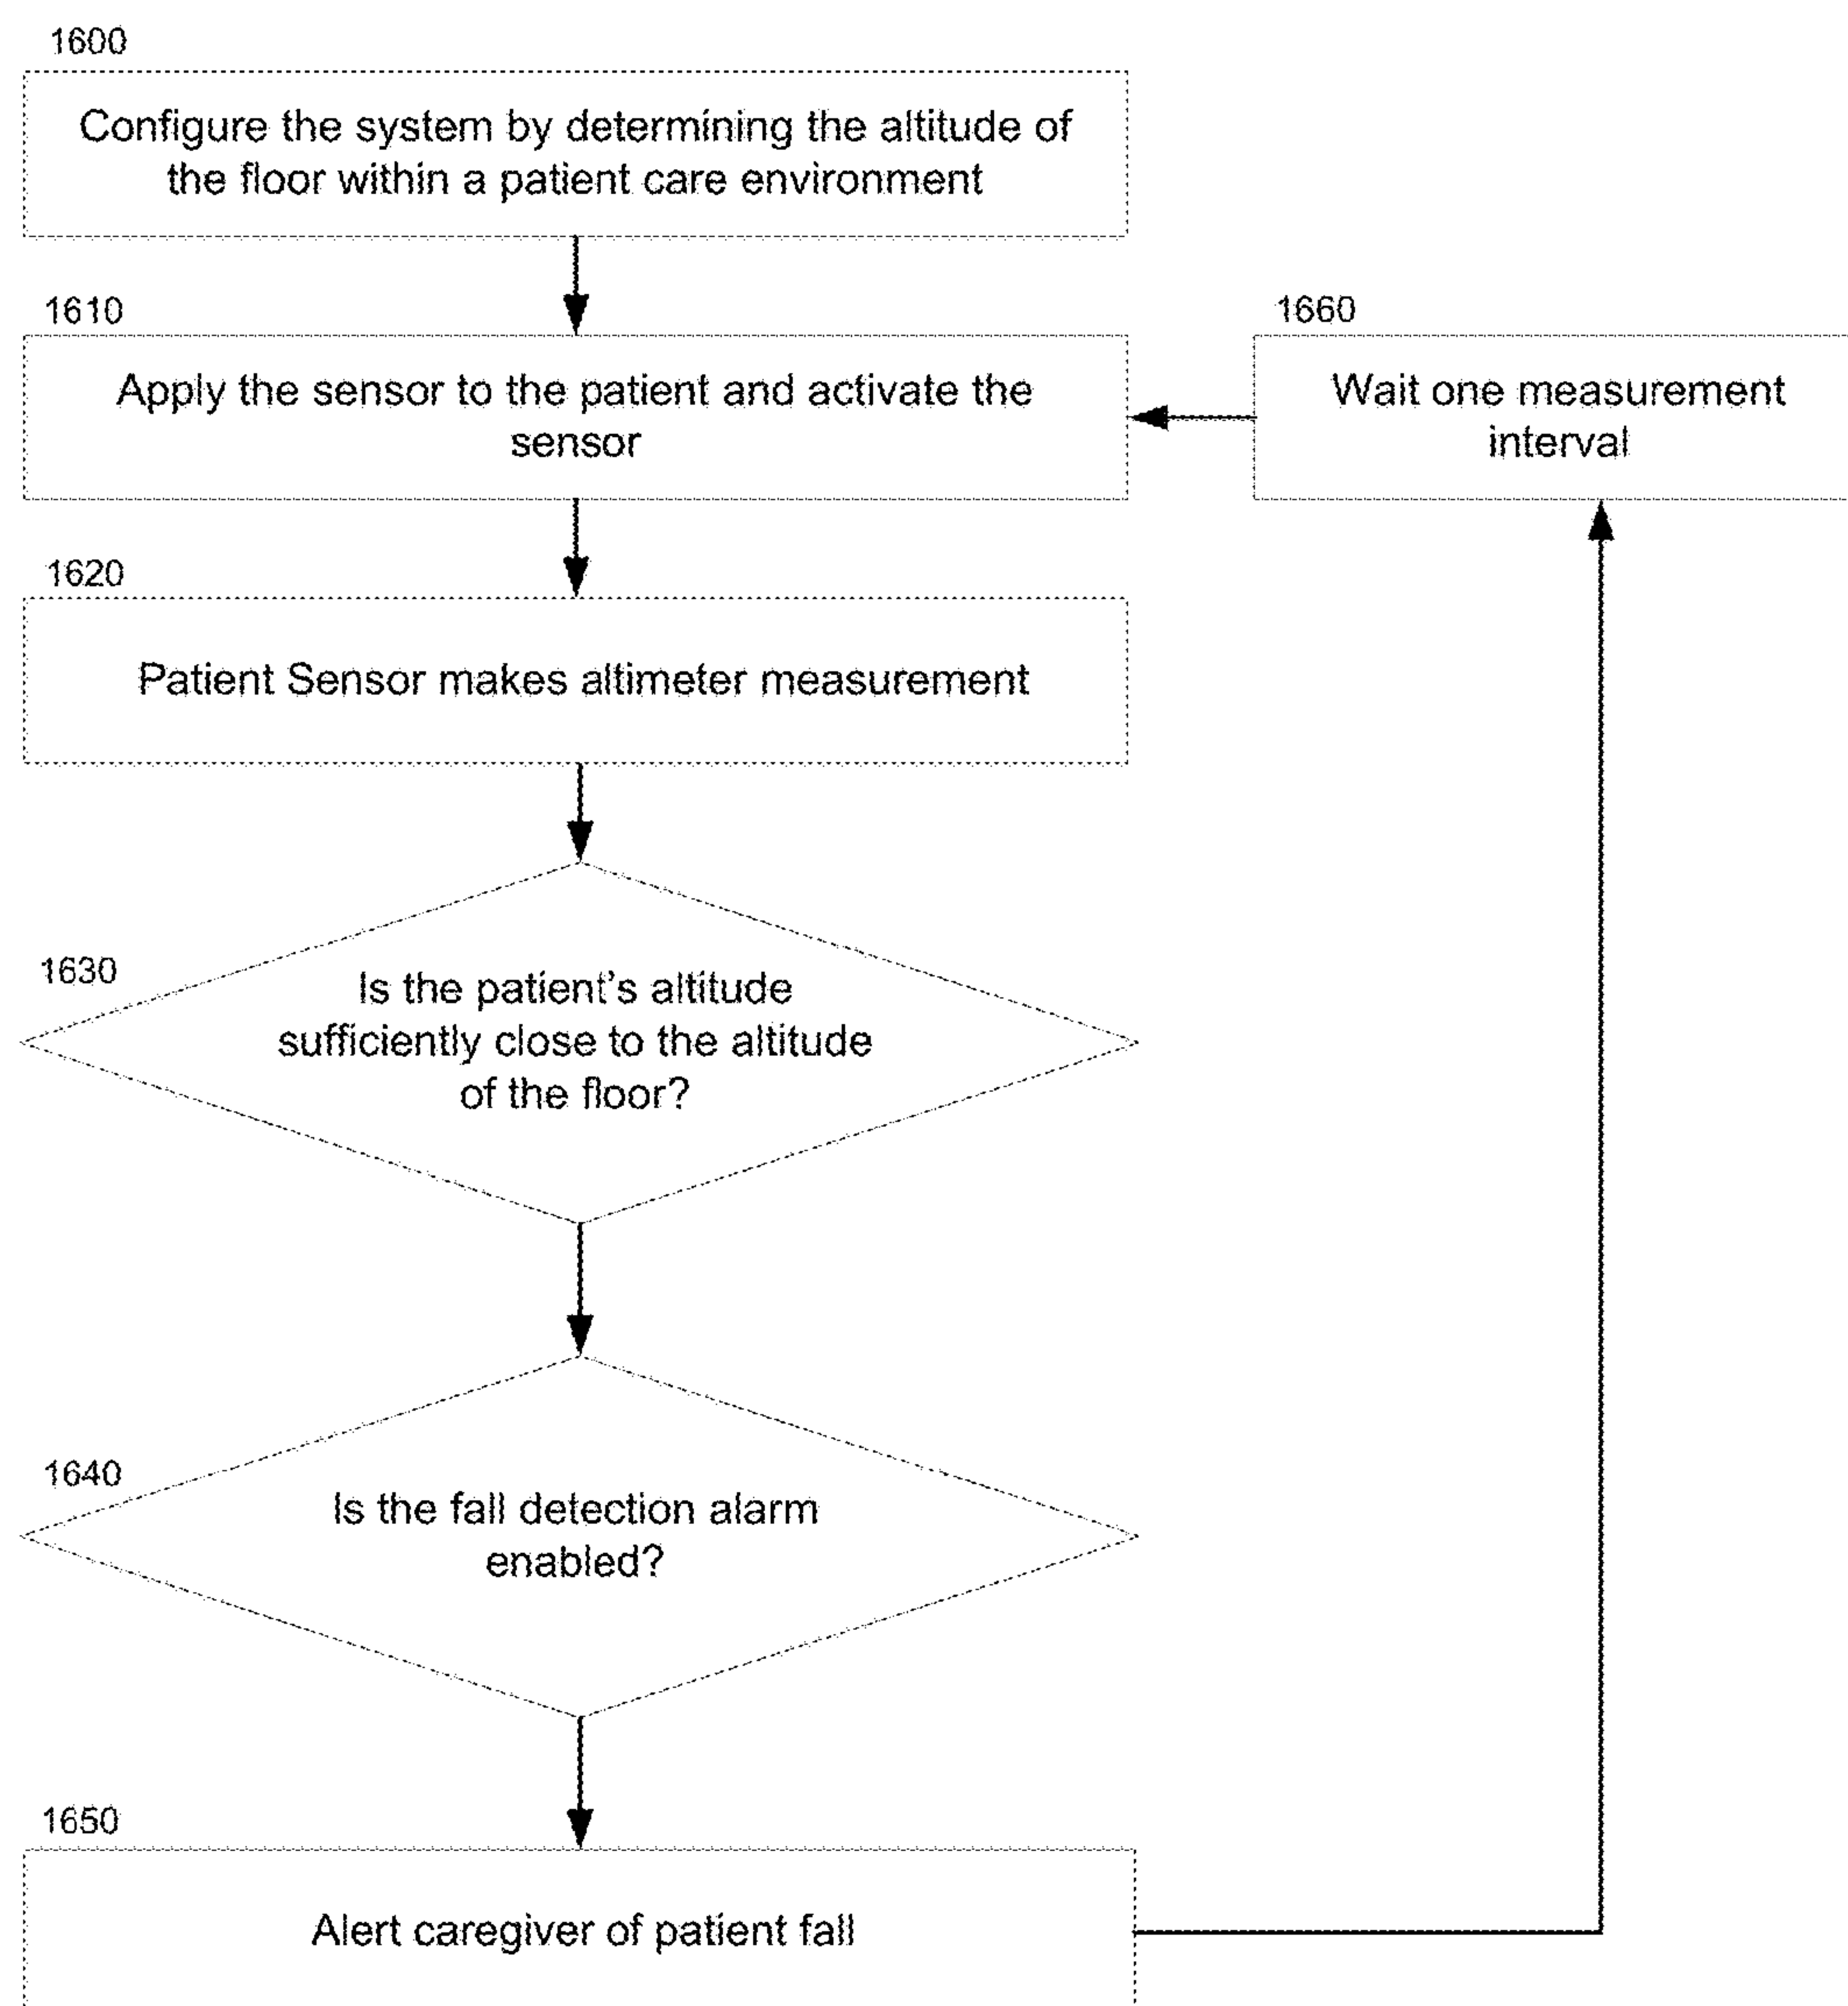 1600
Configure the system by determining the altitude of
the floor within a patient care environment
1610
Apply the sensor to the patient and activate the
sensor
1660
Wait one measurement
interval
1620
Patient Sensor makes altimeter measurement
1630
Is the patient's altitude
sufficiently close to the altitude
of the floor?
1640
Is the fall detection alarm
enabled?
1650
Alert caregiver of patient fall